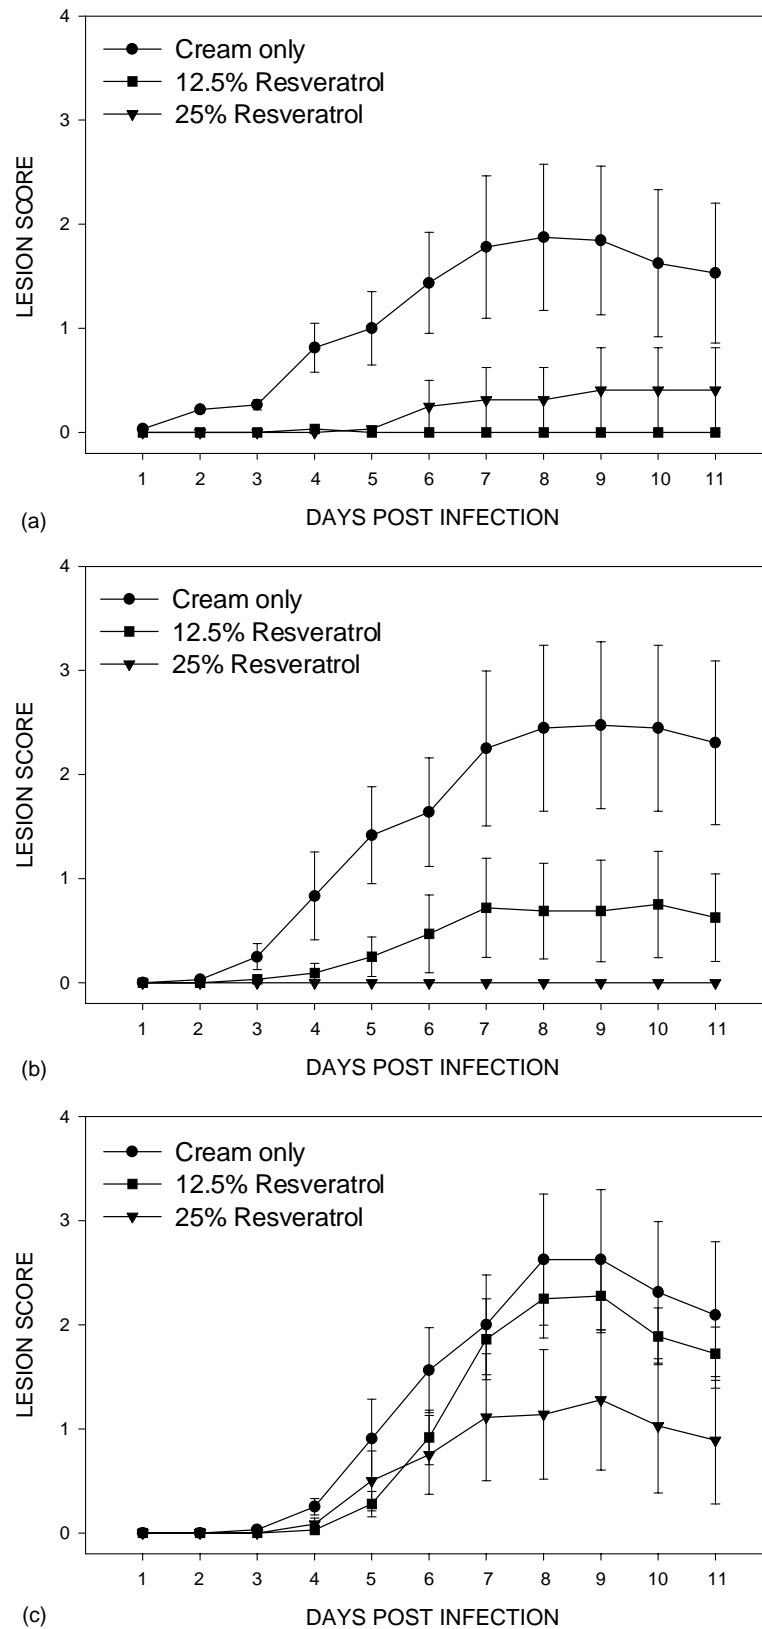 4
Cream only
12.5% Resveratrol
25% Resveratrol
3
2
1
0
LESION SCORE
1 2 3 4 5 6 7 8 9 10 11
DAYS POST INFECTION
(a)
4
Cream only
12.5% Resveratrol
25% Resveratrol
3
2
1
0
LESION SCORE
1 2 3 4 5 6 7 8 9 10 11
DAYS POST INFECTION
(b)
4
Cream only
12.5% Resveratrol
25% Resveratrol
3
2
1
0
LESION SCORE
1 2 3 4 5 6 7 8 9 10 11
DAYS POST INFECTION
(c)